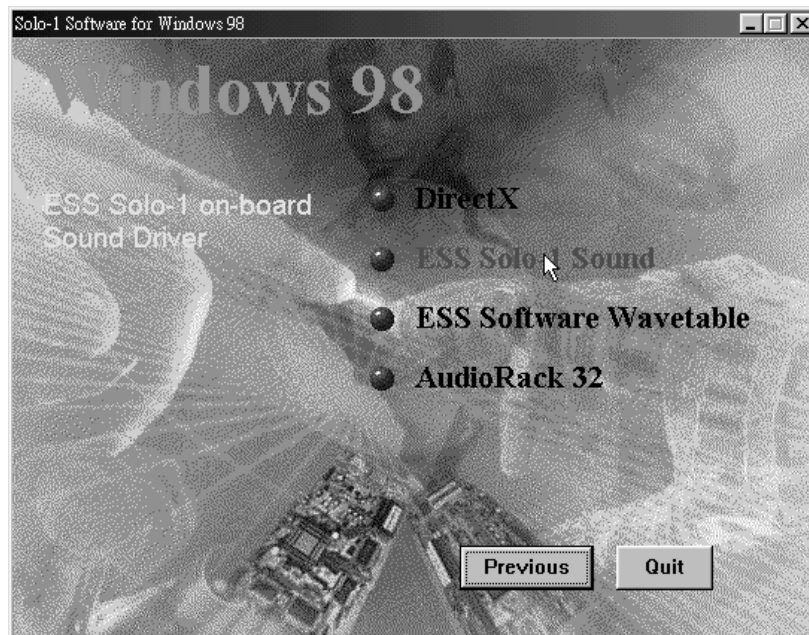 Solo-1 Software for Windows 98
Windows 98
ESS Solo-1 on-board
Sound Driver
DirectX
ESS Solo-1 Sound
ESS Software Wavetable
AudioRack 32
Previous
Quit